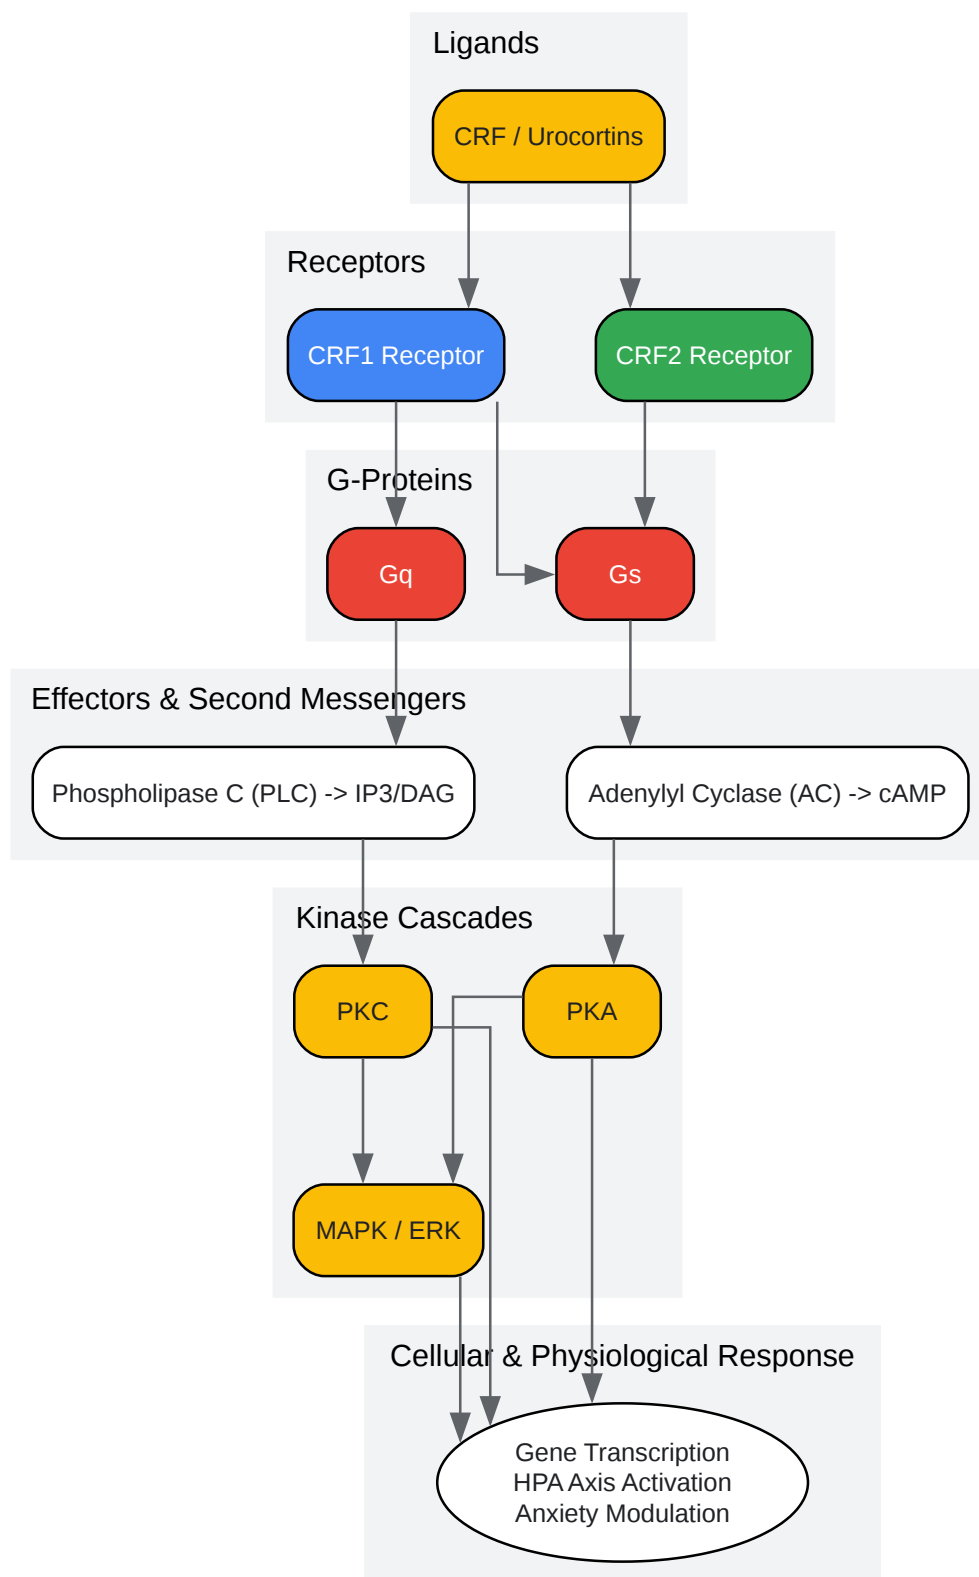 Ligands
CRF / Urocortins
Receptors
CRF1 Receptor
CRF2 Receptor
G-Proteins
Gq
Gs
Effectors & Second Messengers
Phospholipase C (PLC) -> IP3/DAG
Adenylyl Cyclase (AC) -> cAMP
Kinase Cascades
PKC
PKA
MAPK / ERK
Cellular & Physiological Response
Gene Transcription
HPA Axis Activation
Anxiety Modulation